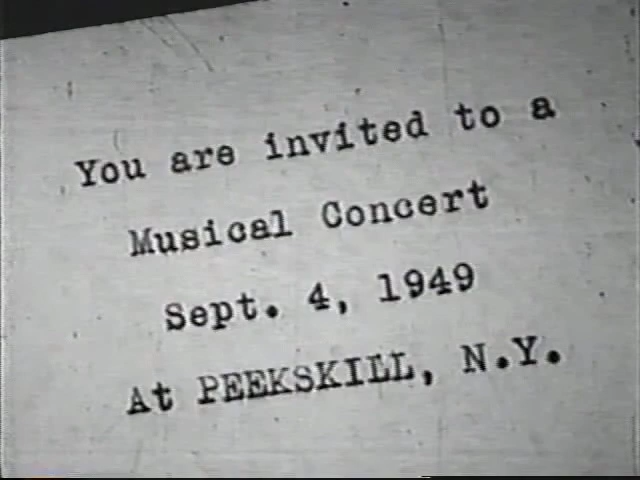 You are invited to a
Musical Concert
Sept. 4, 1949
At PEEKSKILL, N.Y.